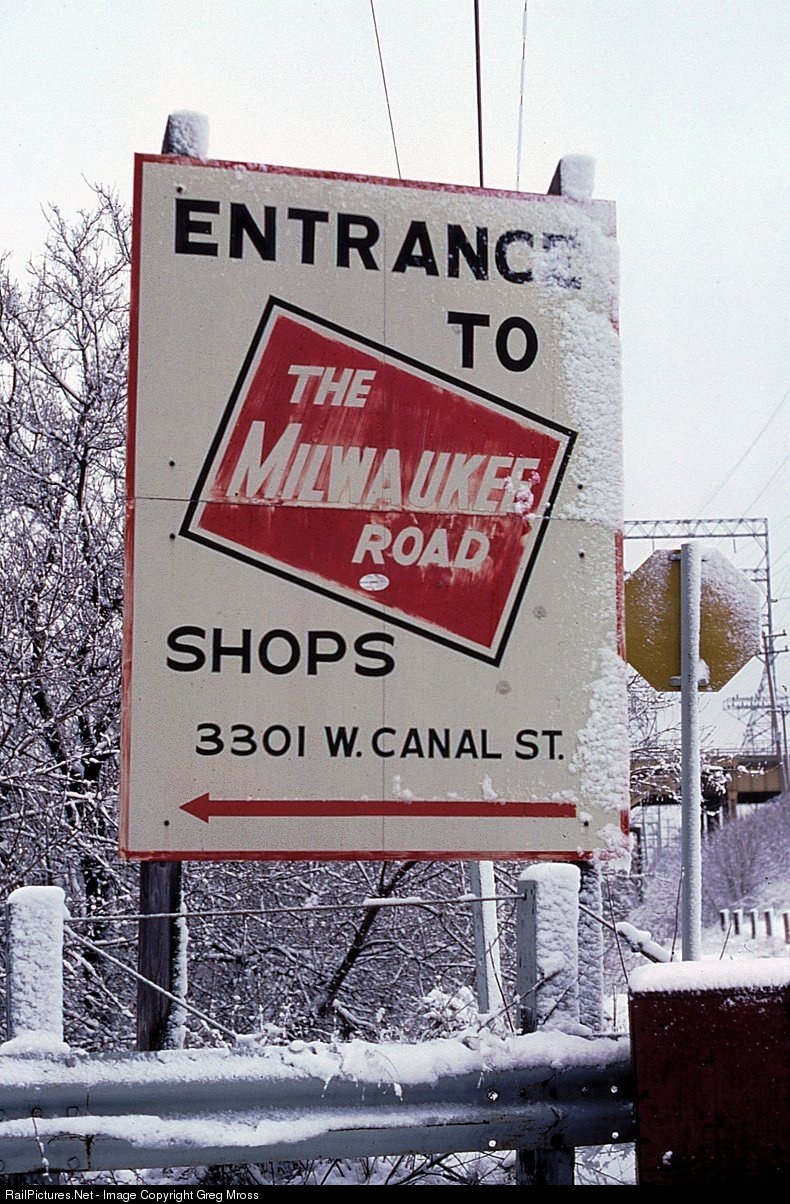 ENTRANCE
TO
THE
MILWAUKEE
ROAD
SHOPS
3301 W. CANAL ST.
RailPictures.Net - Image Copyright Greg Mross